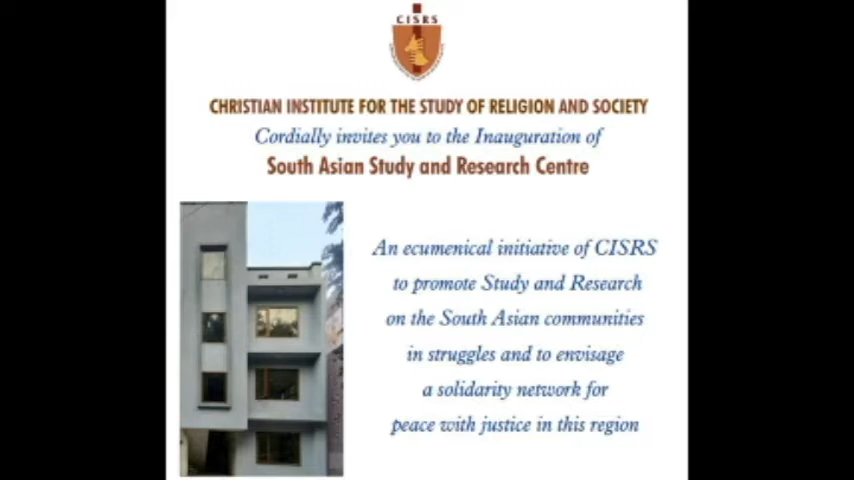 CISRS
CHRISTIAN INSTITUTE FOR THE STUDY OF RELIGION AND SOCIETY
Cordially invites you to the Inauguration of
South Asian Study and Research Centre
An ecumenical initiative of CISRS
to promote Study and Research
on the South Asian communities
in struggles and to envisage
a solidarity network for
peace with justice in this region